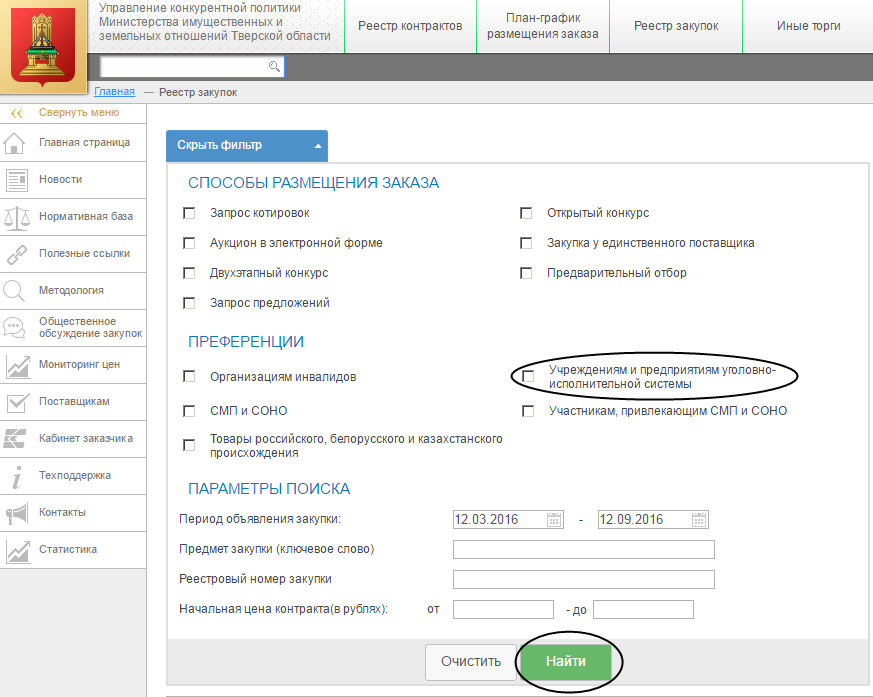 Управление конкурентной политики
Министерства имущественных и
земельных отношений Тверской области
Реестр контрактов
План-график
размещения заказа
Реестр закупок
Иные торги
Главная — Реестр закупок
Свернуть меню
Главная страница
Новости
Нормативная база
Полезные ссылки
Методология
Общественное
обсуждение закупок
Мониторинг цен
Поставщикам
Кабинет заказчика
Техподдержка
Контакты
Статистика
Скрыть фильтр
СПОСОБЫ РАЗМЕЩЕНИЯ ЗАКАЗА
Запрос котировок
Открытый конкурс
Аукцион в электронной форме
Закупка у единственного поставщика
Двухэтапный конкурс
Предварительный отбор
Запрос предложений
ПРЕФЕРЕНЦИИ
Организациям инвалидов
Учреждениям и предприятиям уголовно-
исполнительной системы
СМП и СОНО
Участникам, привлекающим СМП и СОНО
Товары российского, белорусского и казахстанского
происхождения
ПАРАМЕТРЫ ПОИСКА
Период объявления закупки: 12.03.2016 - 12.09.2016
Предмет закупки (ключевое слово)
Реестровый номер закупки
Начальная цена контракта(в рублях): от - до
Очистить
Найти